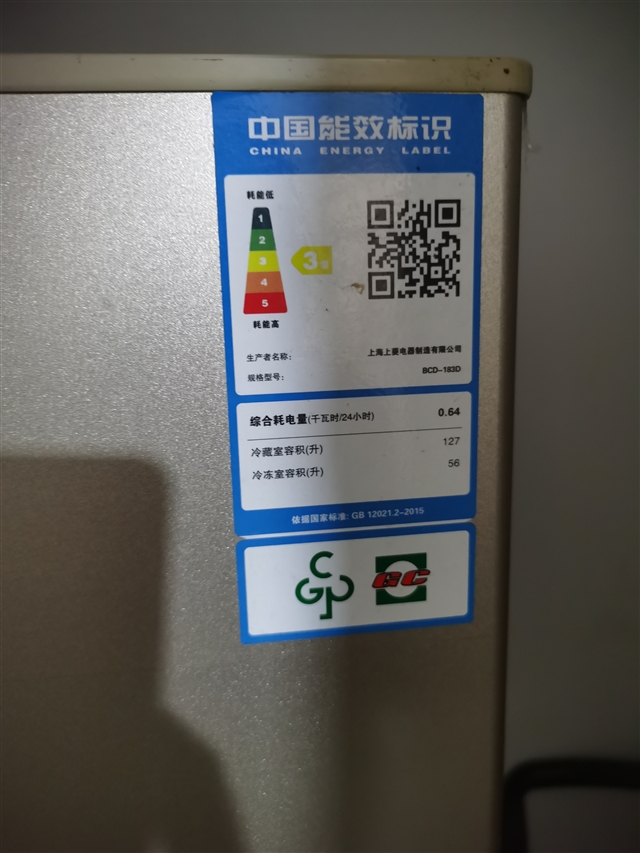 中国能效标识
CHINA ENERGY LABEL
耗能低
1
2
3
4
5
3级
耗能高
生产者名称: 上海上菱电器制造有限公司
规格型号: BCD-183D
综合耗电量(千瓦时/24小时) 0.64
冷藏室容积(升) 127
冷冻室容积(升) 56
依据国家标准: GB 12021.2-2015
CGP
GC